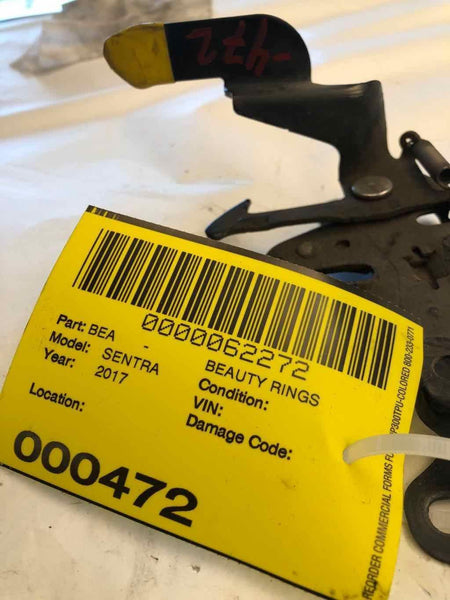 -472
0000062272
Part: BEA - BEAUTY RINGS
Model: SENTRA Condition:
Year: 2017 VIN:
Location: Damage Code:
000472